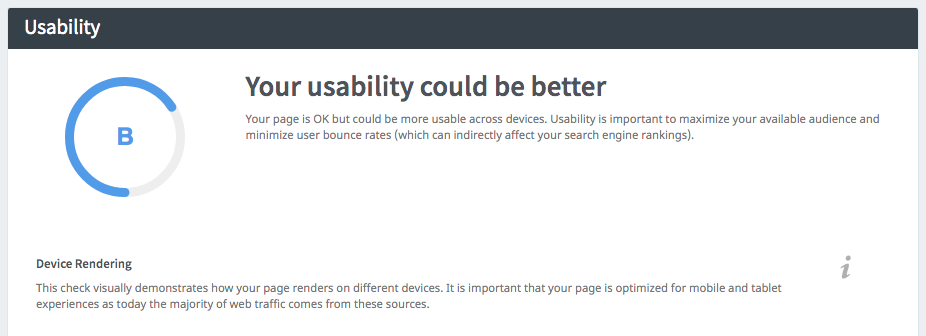 Usability
B
Your usability could be better
Your page is OK but could be more usable across devices. Usability is important to maximize your available audience and
minimize user bounce rates (which can indirectly affect your search engine rankings).
Device Rendering
i
This check visually demonstrates how your page renders on different devices. It is important that your page is optimized for mobile and tablet
experiences as today the majority of web traffic comes from these sources.